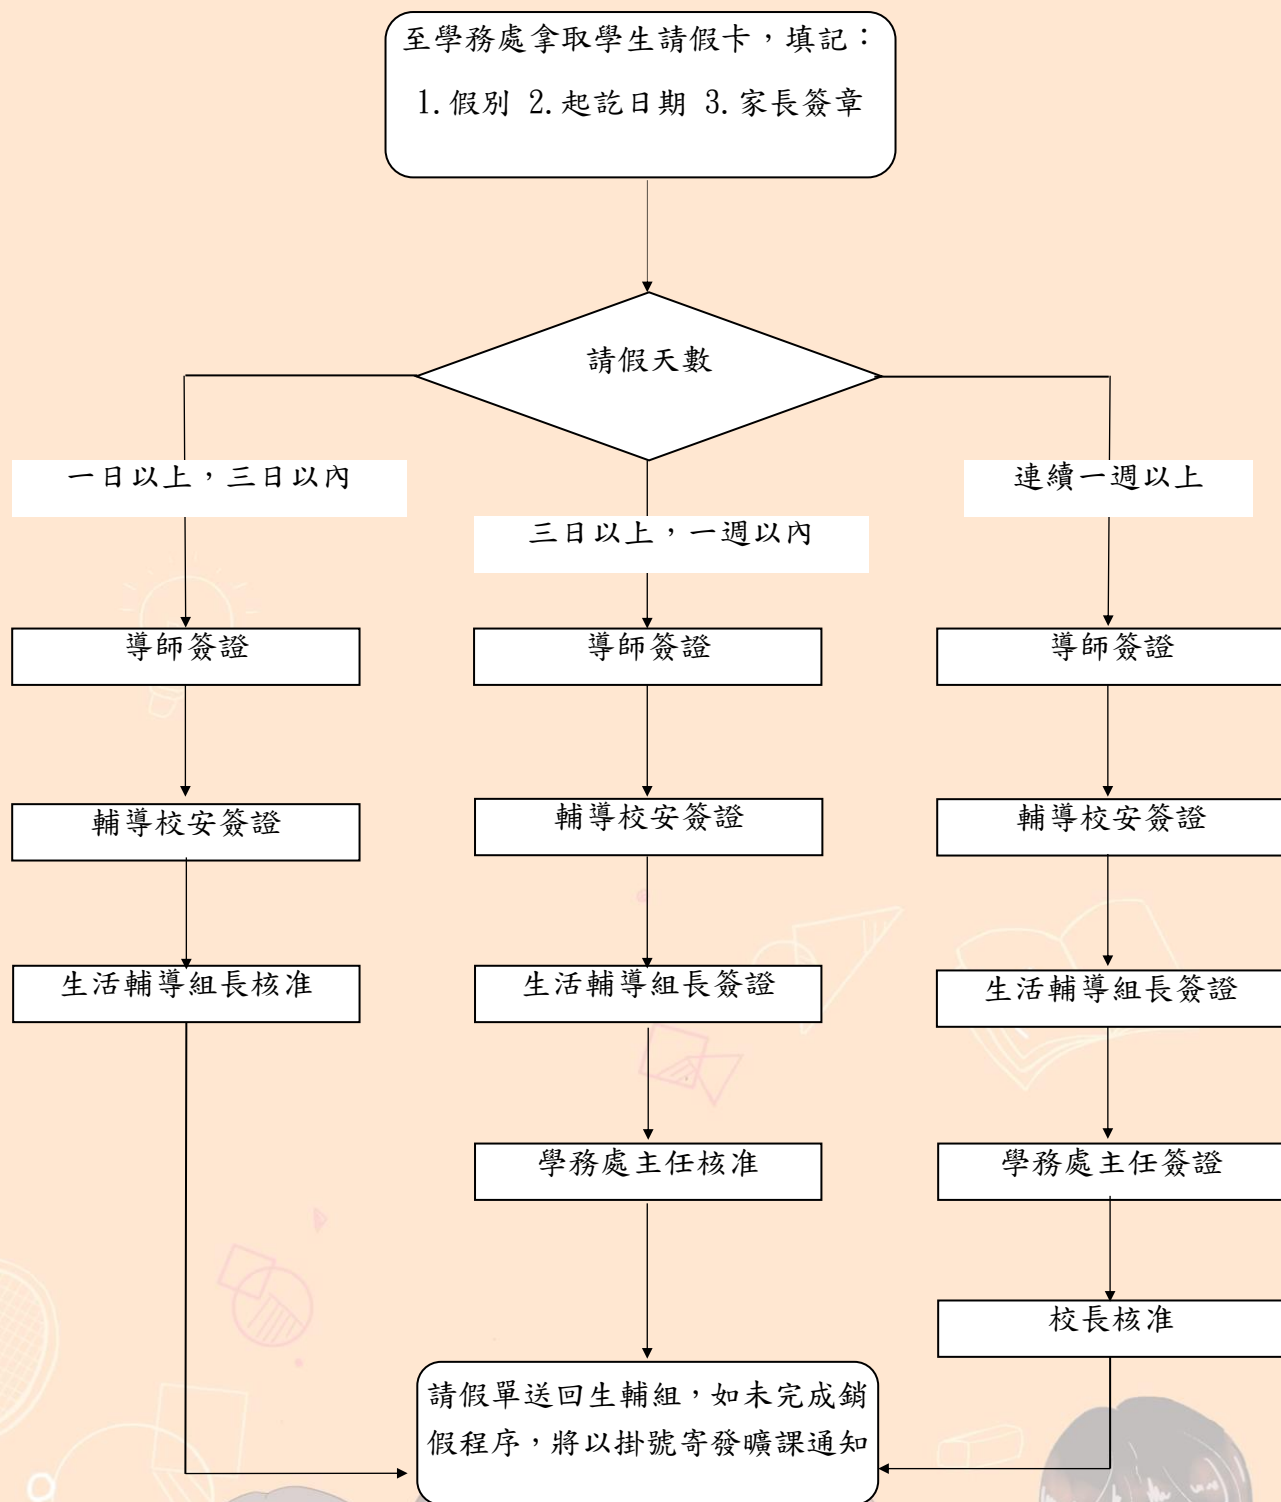 至學務處拿取學生請假卡，填記：
1.假別 2.起訖日期 3.家長簽章
請假天數
一日以上，三日以內
三日以上，一週以內
連續一週以上
導師簽證
導師簽證
導師簽證
輔導校安簽證
輔導校安簽證
輔導校安簽證
生活輔導組長核准
生活輔導組長簽證
生活輔導組長簽證
學務處主任核准
學務處主任簽證
校長核准
請假單送回生輔組，如未完成銷
假程序，將以掛號寄發曠課通知